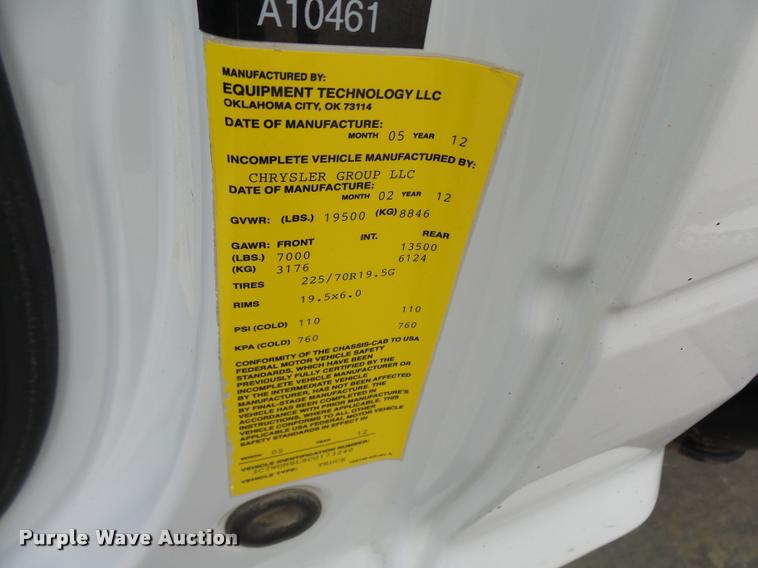 A10461
MANUFACTURED BY:
EQUIPMENT TECHNOLOGY LLC
OKLAHOMA CITY, OK 73114
DATE OF MANUFACTURE:
MONTH 05 YEAR 12
INCOMPLETE VEHICLE MANUFACTURED BY:
CHRYSLER GROUP LLC
DATE OF MANUFACTURE:
MONTH 02 YEAR 12
GVWR: (LBS.) 19500 (KG) 8846
GAWR: FRONT INT. REAR
(LBS.) 7000 13500
(KG) 3176 6124
TIRES 225/70R19.5G
RIMS 19.5x6.0
PSI (COLD) 110 110
KPA (COLD) 760 760
CONFORMITY OF THE CHASSIS-CAB TO USA
FEDERAL MOTOR VEHICLE SAFETY
STANDARDS, WHICH HAVE BEEN
PREVIOUSLY FULLY CERTIFIED BY THE
INCOMPLETE VEHICLE MANUFACTURER OR
BY THE INTERMEDIATE VEHICLE
MANUFACTURER, HAS NOT BEEN AFFECTED
BY FINAL-STAGE MANUFACTURE. THE
VEHICLE HAS BEEN COMPLETED IN
ACCORDANCE WITH PRIOR MANUFACTURE'S
INSTRUCTIONS, WHERE APPLICABLE. THIS
VEHICLE CONFORMS TO ALL OTHER
APPLICABLE USA FEDERAL MOTOR VEHICLE
SAFETY STANDARDS IN EFFECT IN
MONTH 05 YEAR 12
VEHICLE IDENTIFICATION NUMBER:
VEHICLE TYPE: TRUCK
Purple Wave Auction